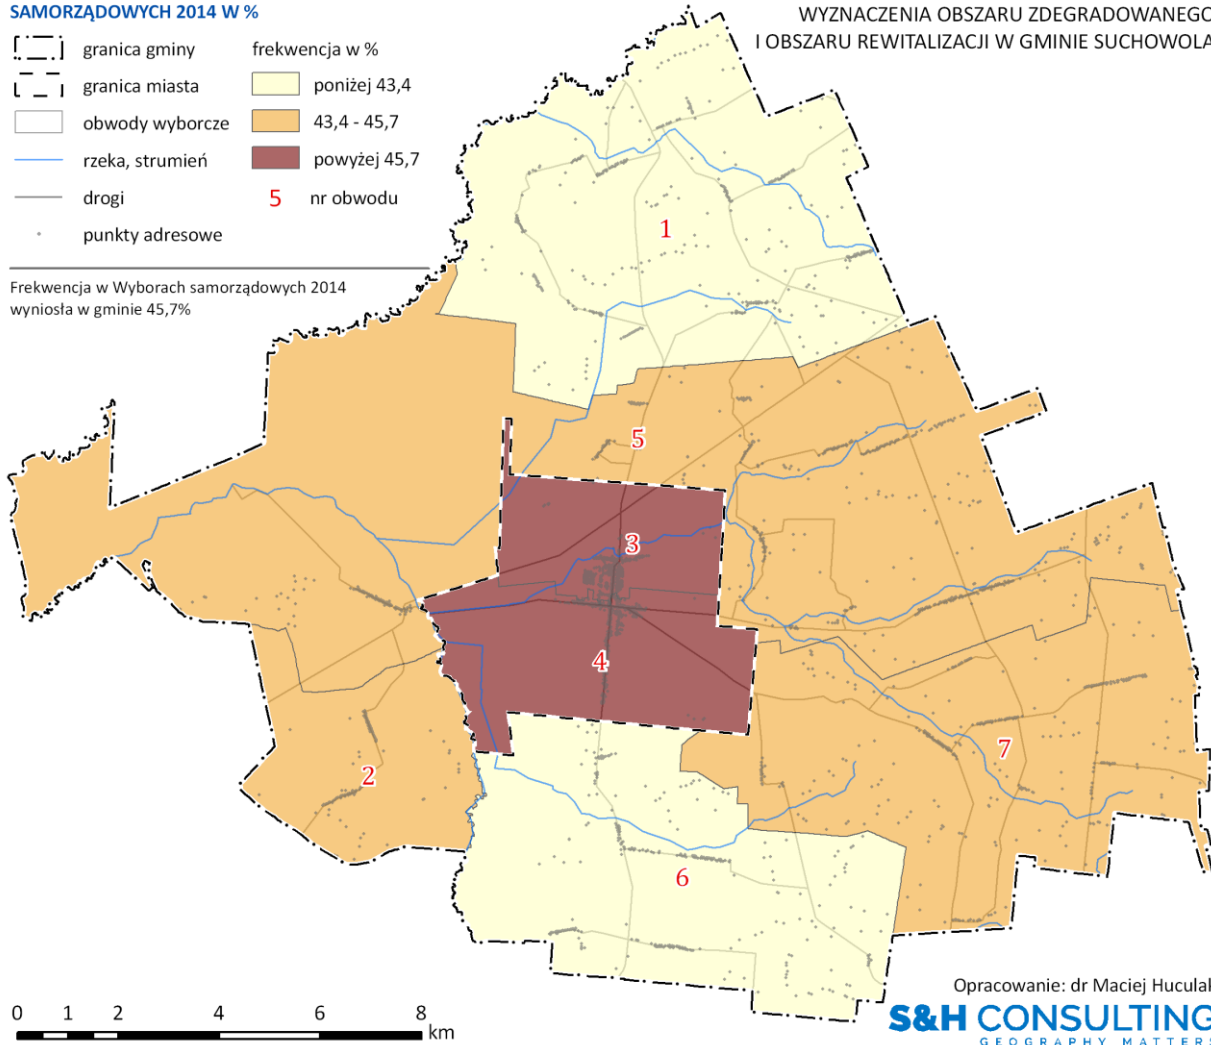 SAMORZĄDOWYCH 2014 W %
WYZNACZENIA OBSZARU ZDEGRADOWANEGO
I OBSZARU REWITALIZACJI W GMINIE SUCHOWOLA
granica gminy
granica miasta
obwody wyborcze
rzeka, strumień
drogi
punkty adresowe
frekwencja w %
poniżej 43,4
43,4 - 45,7
powyżej 45,7
5 nr obwodu
Frekwencja w Wyborach samorządowych 2014
wyniosła w gminie 45,7%
1
5
3
4
7
2
6
0 1 2 4 6 8
km
Opracowanie: dr Maciej Huculak
S&H CONSULTING
GEOGRAPHY MATTERS